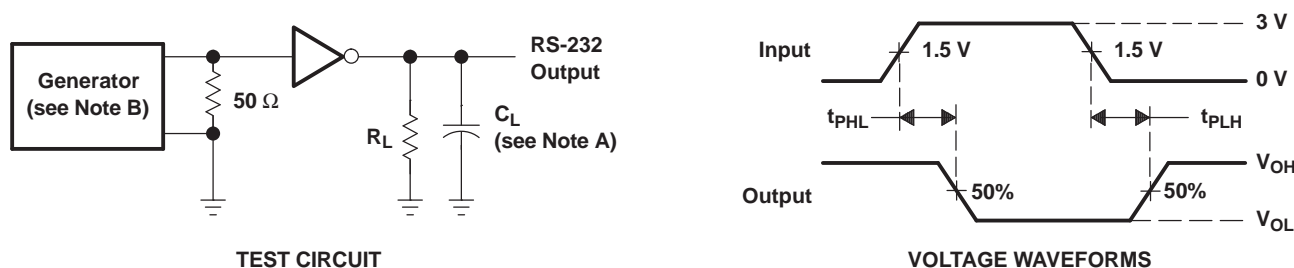 Generator
(see Note B)
50 Ω
RS-232
Output
RL
CL
(see Note A)
TEST CIRCUIT
Input
1.5 V
1.5 V
3 V
0 V
tPHL
tPLH
Output
50%
50%
VOH
VOL
VOLTAGE WAVEFORMS